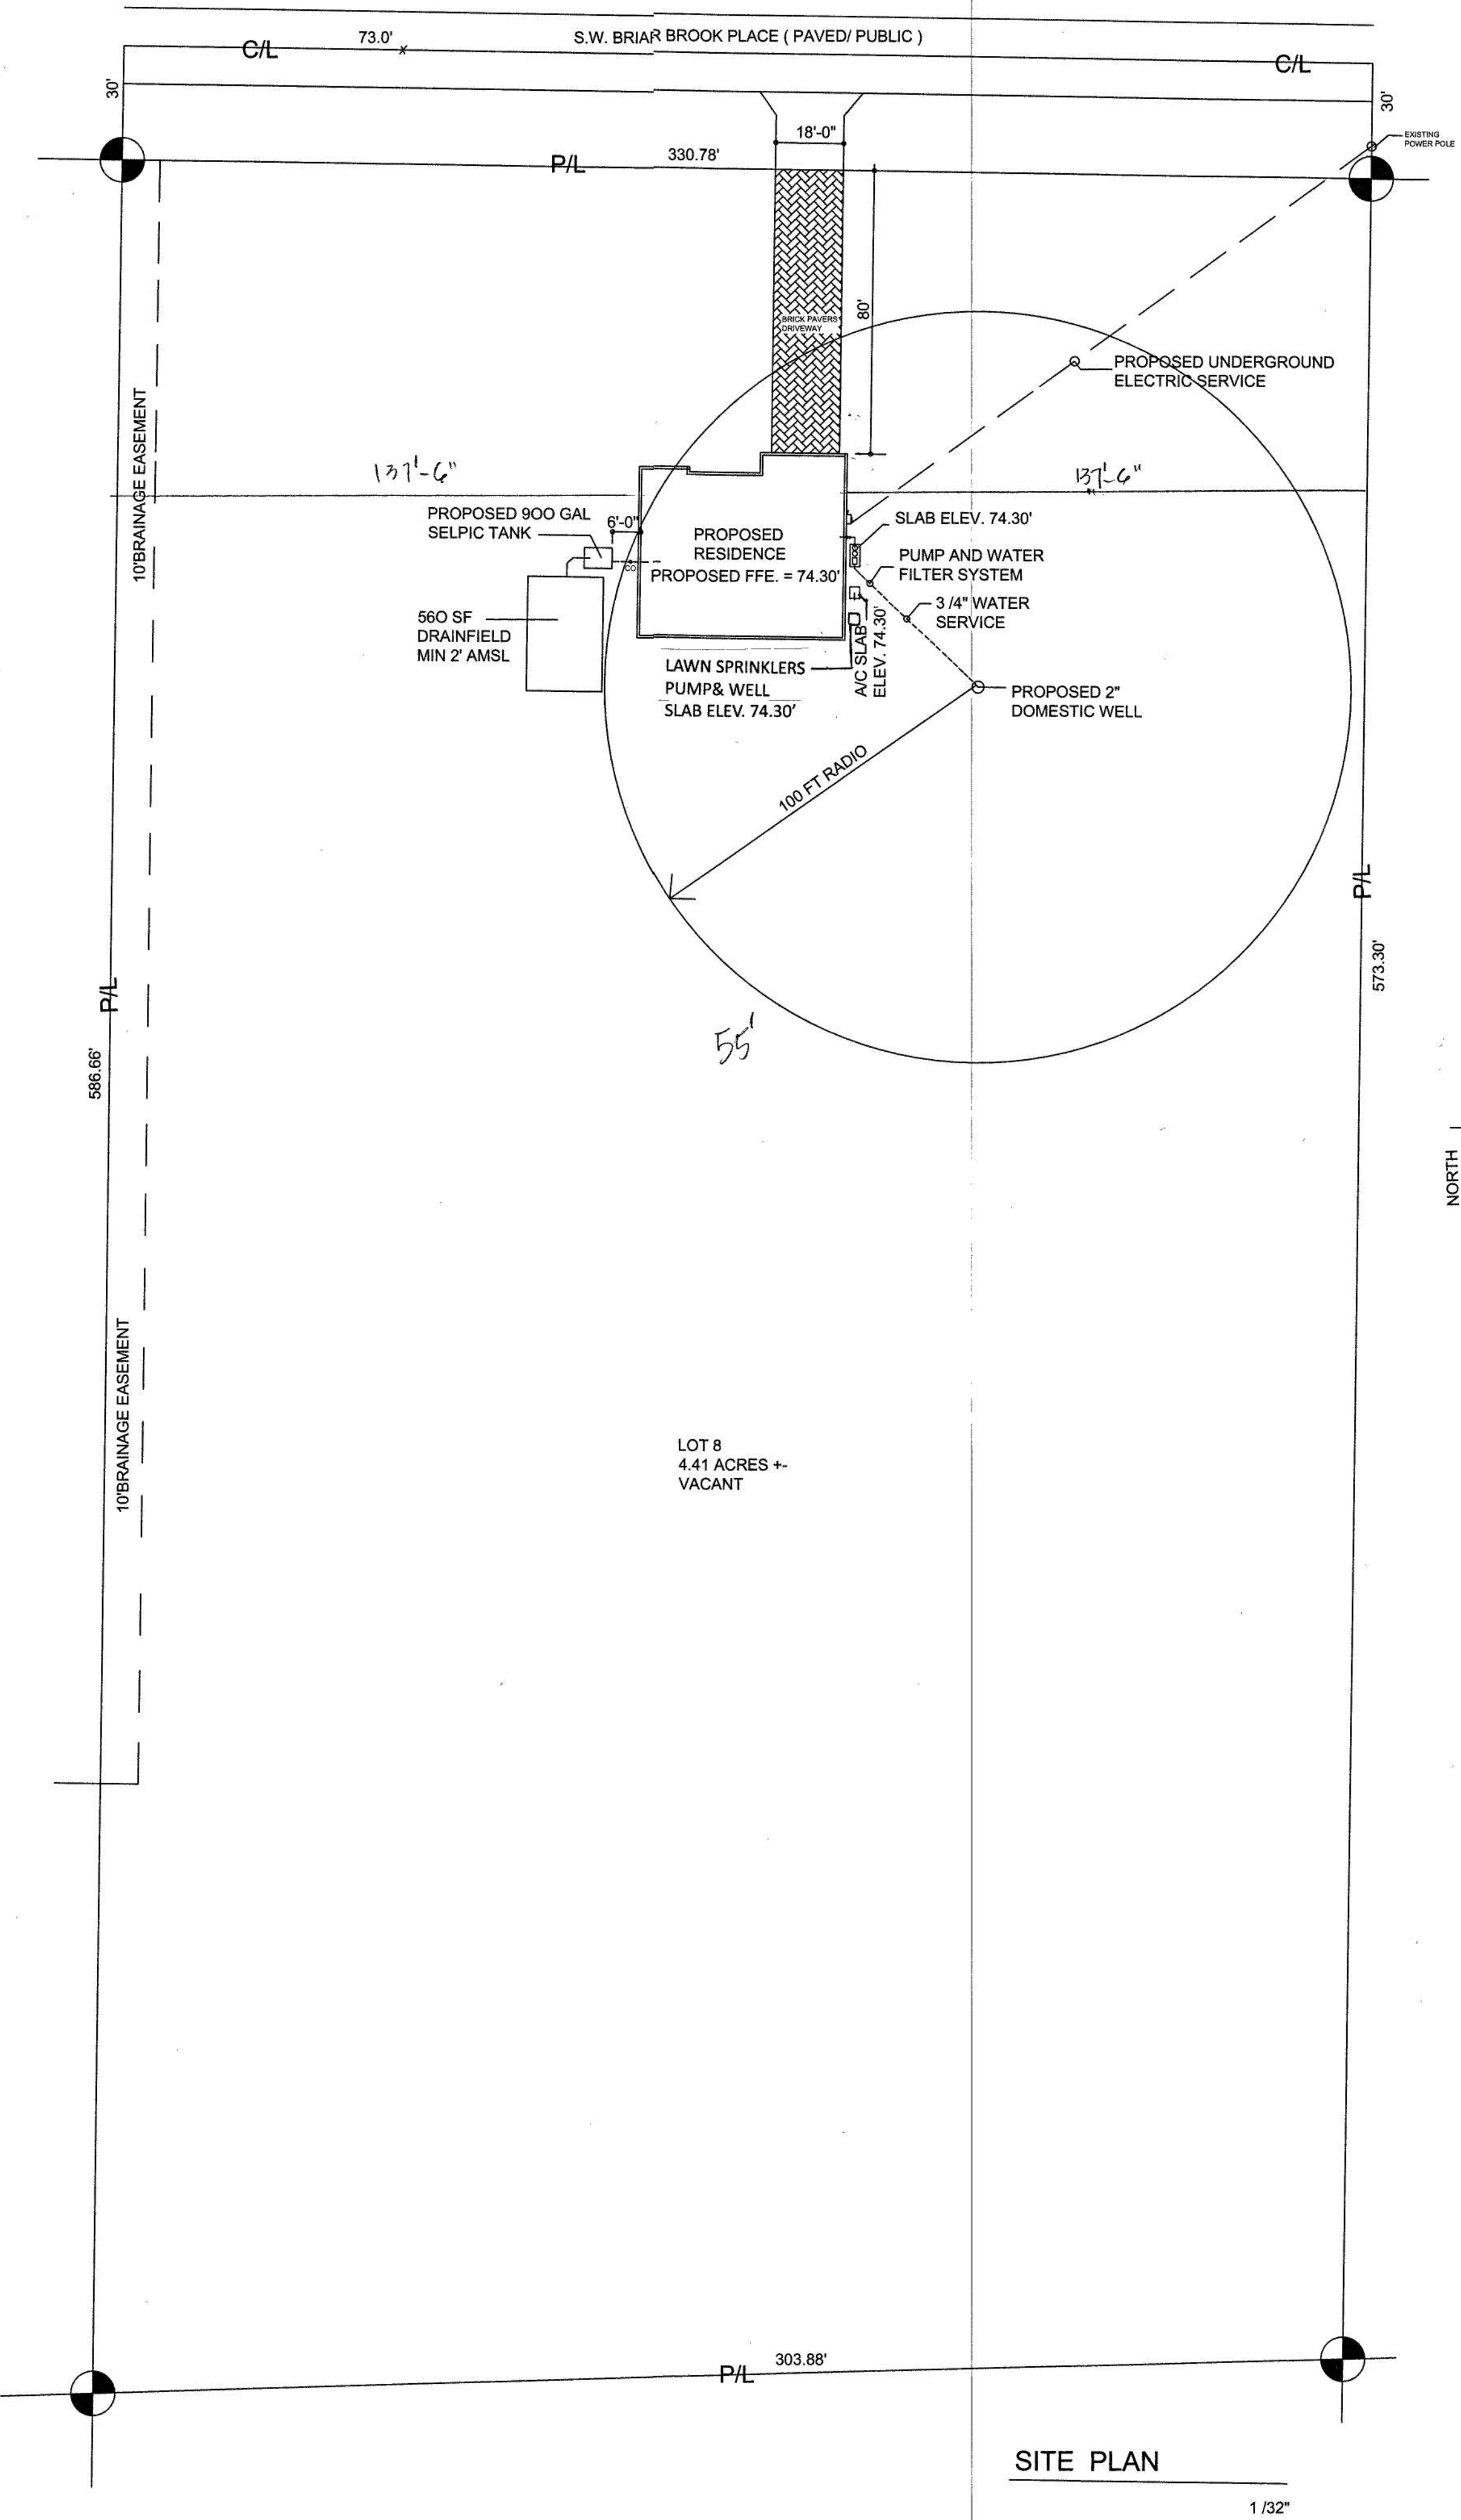 73.0'
S.W. BRIAR BROOK PLACE ( PAVED/ PUBLIC )
C/L
C/L
30'
30'
18'-0"
EXISTING
POWER POLE
P/L
330.78'
80'
BRICK PAVERS
DRIVEWAY
PROPOSED UNDERGROUND
ELECTRIC SERVICE
10'BRAINAGE EASEMENT
137'-6"
137'-6"
PROPOSED 9OO GAL
SELPIC TANK
6'-0"
CO
PROPOSED
RESIDENCE
PROPOSED FFE. = 74.30'
SLAB ELEV. 74.30'
PUMP AND WATER
FILTER SYSTEM
3 /4" WATER
SERVICE
56O SF
DRAINFIELD
MIN 2' AMSL
A/C SLAB
ELEV. 74.30'
LAWN SPRINKLERS
PUMP& WELL
SLAB ELEV. 74.30'
PROPOSED 2"
DOMESTIC WELL
100 FT RADIO
P/L
573.30'
P/L
586.66'
55'
NORTH
10'BRAINAGE EASEMENT
LOT 8
4.41 ACRES +-
VACANT
303.88'
P/L
SITE PLAN
1 /32"